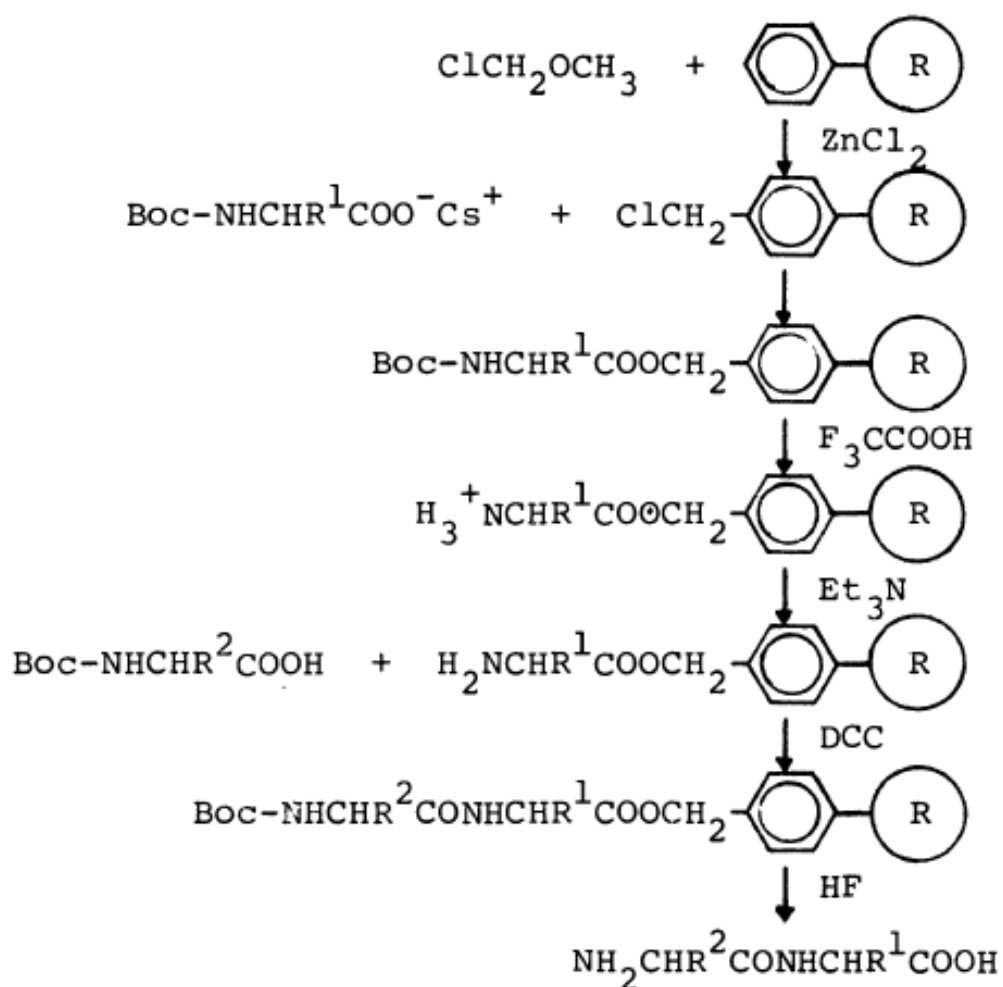 ClCH₂OCH₃ + R
ZnCl₂
Boc-NHCHR¹COO⁻Cs⁺ + ClCH₂ R
Boc-NHCHR¹COOCH₂ R
F₃CCOOH
H₃⁺NCHR¹COOCH₂ R
Et₃N
Boc-NHCHR²COOH + H₂NCHR¹COOCH₂ R
DCC
Boc-NHCHR²CONHCHR¹COOCH₂ R
HF
NH₂CHR²CONHCHR¹COOH